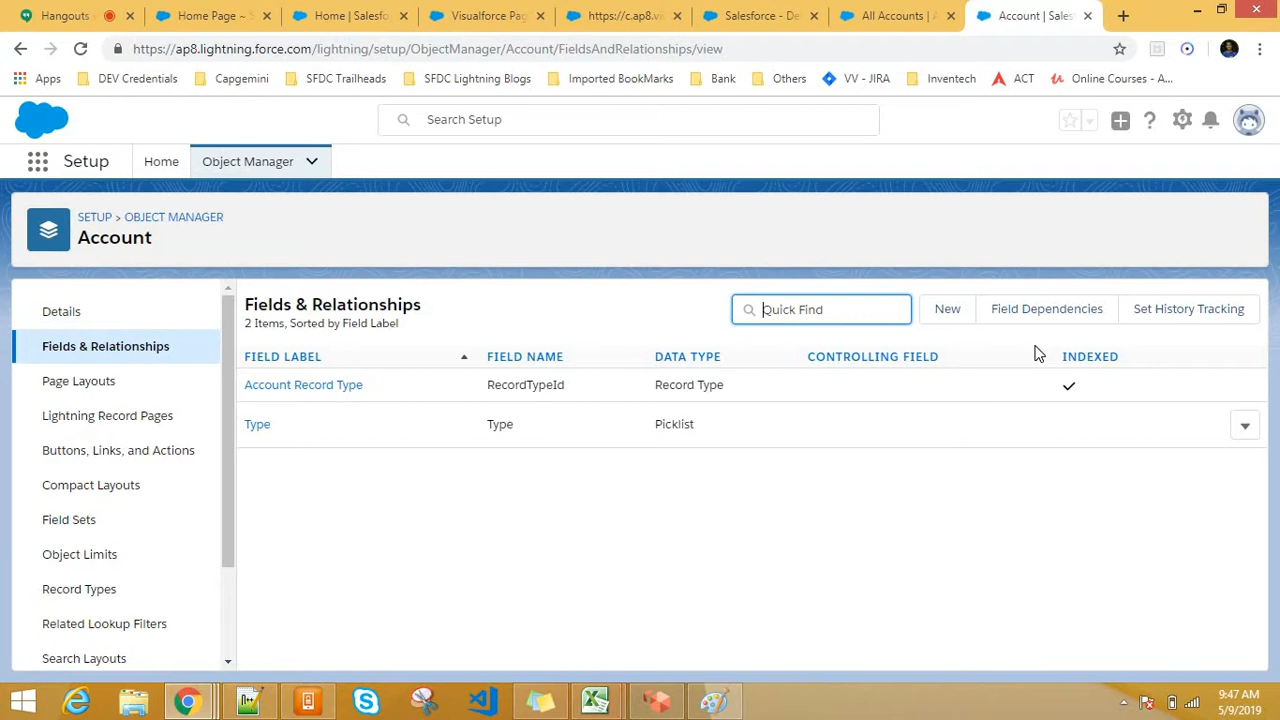 Hangouts
Home Page ~ S
Home | Salesfo
Visualforce Pag
https://c.ap8.vi
Salesforce - De
All Accounts | A
Account | Sales
https://ap8.lightning.force.com/lightning/setup/ObjectManager/Account/FieldsAndRelationships/view
Apps
DEV Credentials
Capgemini
SFDC Trailheads
SFDC Lightning Blogs
Imported BookMarks
Bank
Others
VV - JIRA
Inventech
ACT
Online Courses - A...
Search Setup
Setup
Home
Object Manager
SETUP > OBJECT MANAGER
Account
Details
Fields & Relationships
Page Layouts
Lightning Record Pages
Buttons, Links, and Actions
Compact Layouts
Field Sets
Object Limits
Record Types
Related Lookup Filters
Search Layouts
Fields & Relationships
2 Items, Sorted by Field Label
Quick Find
New
Field Dependencies
Set History Tracking
FIELD LABEL
FIELD NAME
DATA TYPE
CONTROLLING FIELD
INDEXED
Account Record Type
RecordTypeId
Record Type
Type
Type
Picklist
9:47 AM
5/9/2019